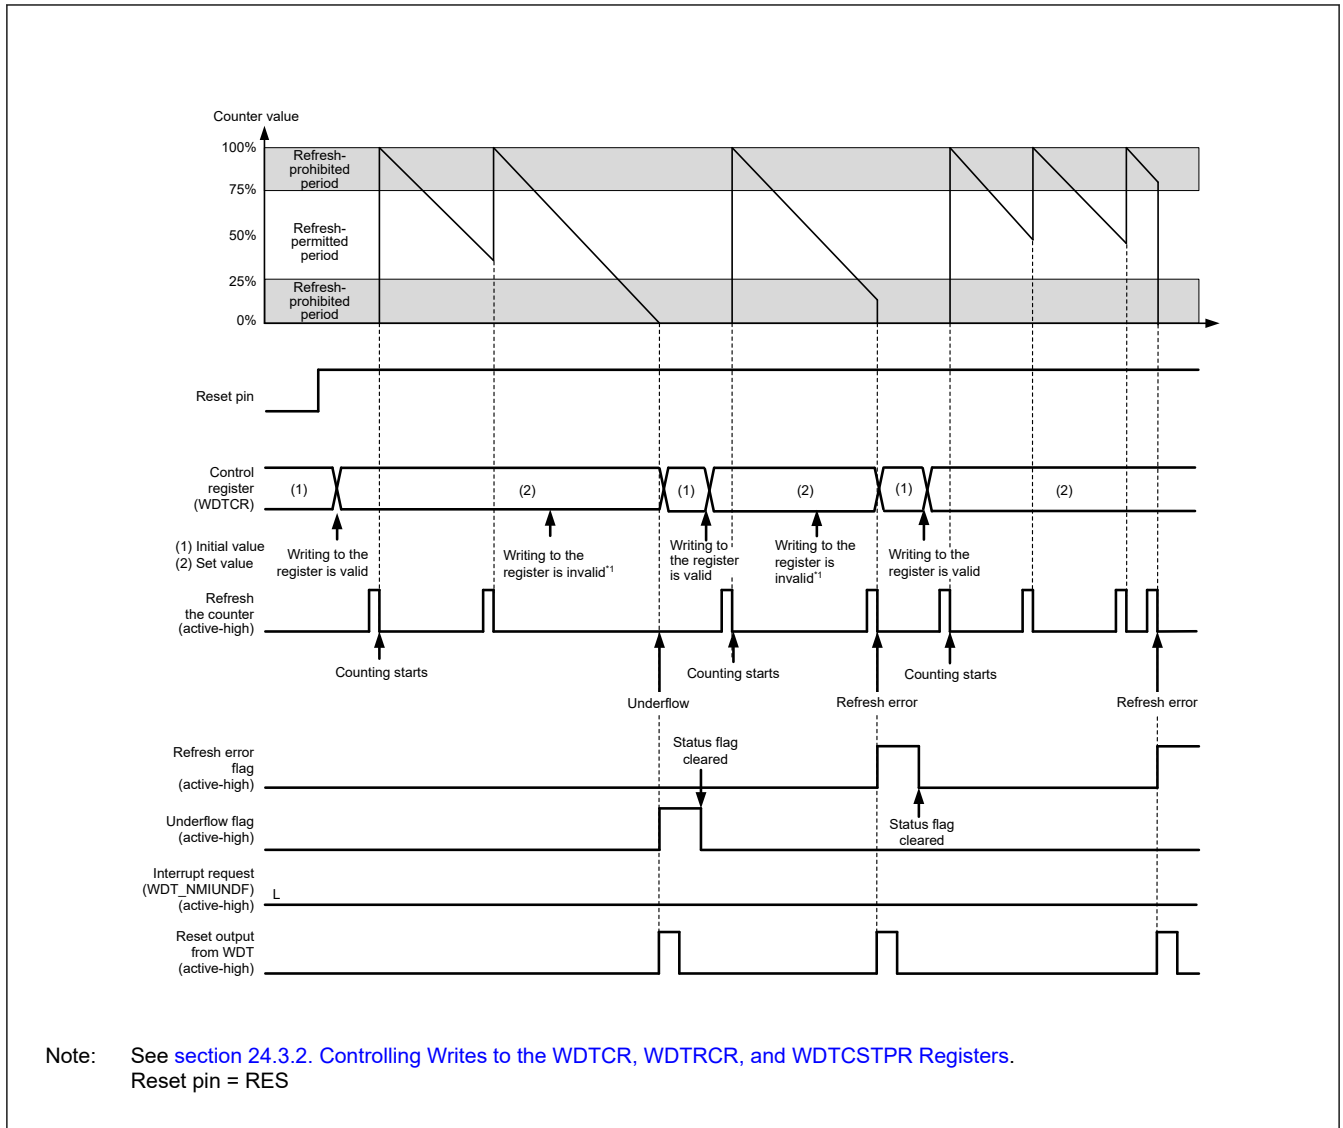 Counter value
100%
Refresh-
prohibited
period
75%
Refresh-
permitted
period
50%
25%
Refresh-
prohibited
period
0%
Reset pin
Control
register
(WDTCR)
(1)
(2)
(1)
(2)
(1)
(2)
(1) Initial value
(2) Set value
Writing to the
register is valid
Writing to the
register is invalid*1
Writing to
the register
is valid
Writing to the
register is
invalid*1
Writing to the
register is valid
Refresh
the counter
(active-high)
Counting starts
Counting starts
Counting starts
Underflow
Refresh error
Refresh error
Refresh error
flag
(active-high)
Status flag
cleared
Underflow flag
(active-high)
Status flag
cleared
Interrupt request
(WDT_NMIUNDF)
(active-high)
L
Reset output
from WDT
(active-high)
Note: See section 24.3.2. Controlling Writes to the WDTCR, WDTRCR, and WDTCSTPR Registers.
Reset pin = RES